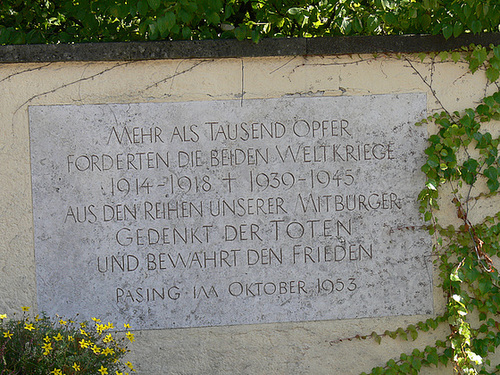 MEHR ALS TAUSEND OPFER
FORDERTEN DIE BEIDEN WELTKRIEGE
1914-1918 † 1939-1945
AUS DEN REIHEN UNSERER MITBÜRGER
GEDENKT DER TOTEN
UND BEWAHRT DEN FRIEDEN
PASING IM OKTOBER 1953